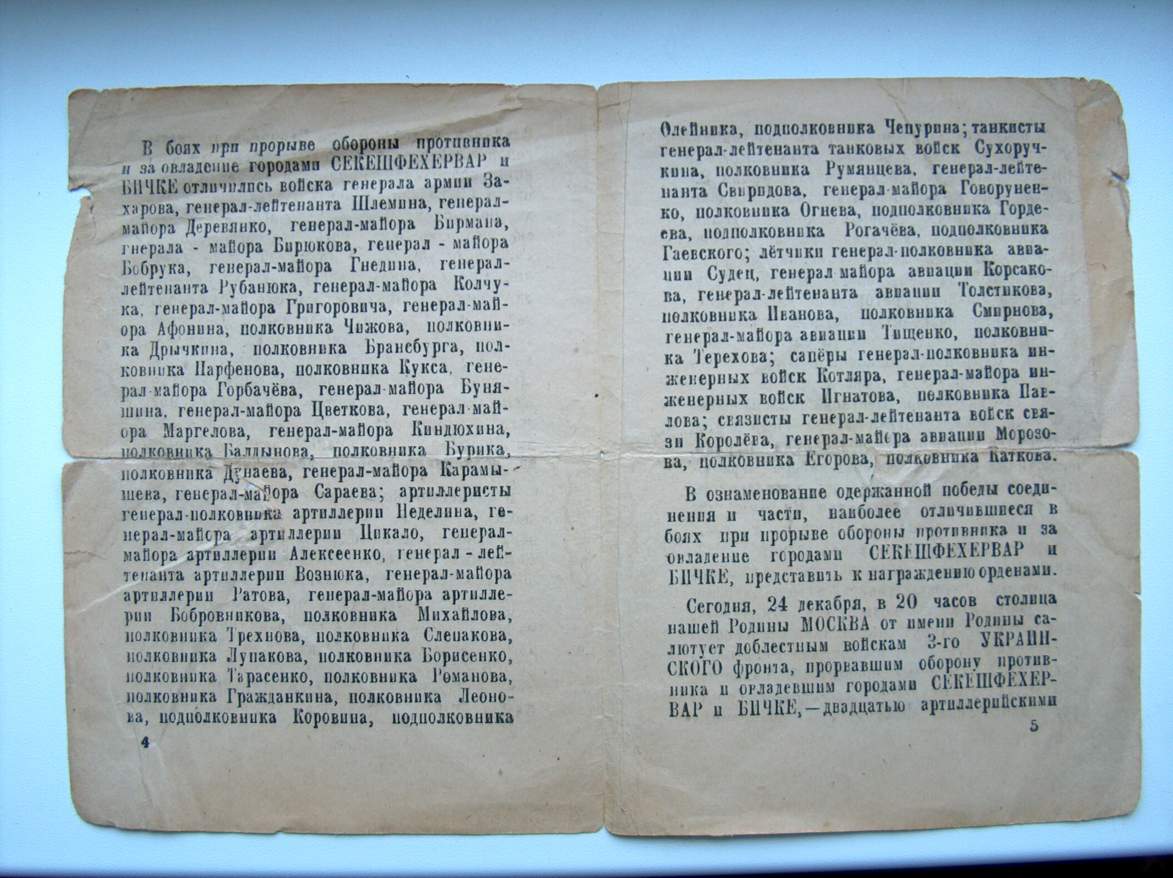 В боях при прорыве обороны противника
и за овладение городами СЕКЕШФЕХЕРВАР и
БИЧКЕ отличились войска генерала армии За-
харова, генерал-лейтенанта Шлемина, генерал-
майора Деревянко, генерал-майора Бирмана,
гнерала - майора Бирюкова, генерал - майора
Бобрука, генерал-майора Гнедина, генерал-
лейтенанта Рубанюка, генерал-майора Колчу-
ка, генерал-майора Григоровича, генерал-май-
ора Афонина, полковника Чижова, полковни-
ка Дрычкина, полковника Брансбурга, пол-
ковника Парфенова, полковника Кукса, гене-
рал-майора Горбачёва, генерал-майора Буня-
шина, генерал-майора Цветкова, генерал-май-
ора Маргелова, генерал-майора Киндюхина,
полковника Балдынова, полковника Бурика,
полковника Дунаева, генерал-майора Карамы-
шева, генерал-майора Сараева; артиллеристы
генерал-полковника артиллерии Неделина, ге-
нерал-майора артиллерии Цикало, генерал-
майора артиллерии Алексеенко, генерал - лей-
тенанта артиллерии Вознюка, генерал-майора
артиллерии Ратова, генерал-майора артилле-
рии Бобровникова, полковника Михайлова,
полковника Трехпова, полковника Слепакова,
полковника Лупакова, полковника Борисенко,
полковника Тарасенко, полковника Романова,
полковника Гражданкина, полковника Леоно-
ва, подполковника Коровина, подполковника
4
Олейника, подполковника Чепурина; танкисты
генерал-лейтенанта танковых войск Сухоруч-
кина, полковника Румянцева, генерал-лейте-
нанта Свиридова, генерал-майора Говорунен-
ко, полковника Огнева, подполковника Горде-
ева, подполковника Рогачёва, подполковника
Гаевского; лётчики генерал-полковника авиа-
ции Судец, генерал майора авиации Корсако-
ва, генерал-лейтенанта авиации Толстикова,
полковника Иванова, полковника Смирнова,
генерал-майора авиации Тищенко, полковни-
ка Терехова; сапёры генерал-полковника ин-
женерных войск Котляра, генерал-майора ин-
женерных войск Игнатова, полковника Пав-
лова; связисты генерал-лейтенанта войск свя-
зи Королёва, генерал-майора авиации Морозо-
ва, полковника Егорова, полковника Каткова.
В ознаменование одержанной победы соеди-
нения и части, наиболее отличившиеся в
боях при прорыве обороны противника и за
овладение городами СЕКЕШФЕХЕРВАР и
БИЧКЕ, представить к награждению орденами.
Сегодня, 24 декабря, в 20 часов столица
нашей Родины МОСКВА от имени Родины са-
лютует доблестным войскам 3-го УКРАИН-
СКОГО фронта, прорвавшим оборону против-
ника и овладевшим городами СЕКЕШФЕХЕР-
ВАР и БИЧКЕ,—двадцатью артиллерийскими
5